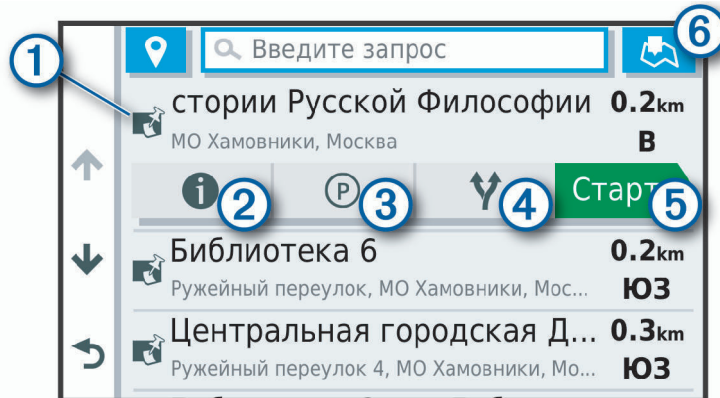 6
1
Введите запрос
стории Русской Философии 0.2km
МО Хамовники, Москва В
i 2 P 3 4 Старт 5
Библиотека 6 0.2km
Ружейный переулок, МО Хамовники, Мос... ЮЗ
Центральная городская Д... 0.3km
Ружейный переулок 4, МО Хамовники, Мо... ЮЗ